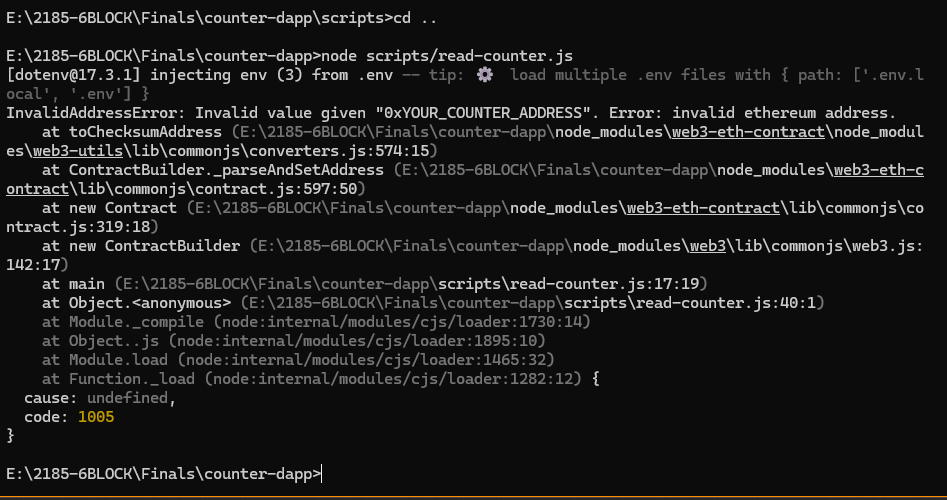 E:\2185-6BLOCK\Finals\counter-dapp\scripts>cd ..
E:\2185-6BLOCK\Finals\counter-dapp>node scripts/read-counter.js
[dotenv@17.3.1] injecting env (3) from .env -- tip: ⚙️ load multiple .env files with { path: ['.env.l
ocal', '.env'] }
InvalidAddressError: Invalid value given "0xYOUR_COUNTER_ADDRESS". Error: invalid ethereum address.
    at toChecksumAddress (E:\2185-6BLOCK\Finals\counter-dapp\node_modules\web3-eth-contract\node_modul
es\web3-utils\lib\commonjs\converters.js:574:15)
    at ContractBuilder._parseAndSetAddress (E:\2185-6BLOCK\Finals\counter-dapp\node_modules\web3-eth-c
ontract\lib\commonjs\contract.js:597:50)
    at new Contract (E:\2185-6BLOCK\Finals\counter-dapp\node_modules\web3-eth-contract\lib\commonjs\co
ntract.js:319:18)
    at new ContractBuilder (E:\2185-6BLOCK\Finals\counter-dapp\node_modules\web3\lib\commonjs\web3.js:
142:17)
    at main (E:\2185-6BLOCK\Finals\counter-dapp\scripts\read-counter.js:17:19)
    at Object.<anonymous> (E:\2185-6BLOCK\Finals\counter-dapp\scripts\read-counter.js:40:1)
    at Module._compile (node:internal/modules/cjs/loader:1730:14)
    at Object..js (node:internal/modules/cjs/loader:1895:10)
    at Module.load (node:internal/modules/cjs/loader:1465:32)
    at Function._load (node:internal/modules/cjs/loader:1282:12) {
  cause: undefined,
  code: 1005
}
E:\2185-6BLOCK\Finals\counter-dapp>